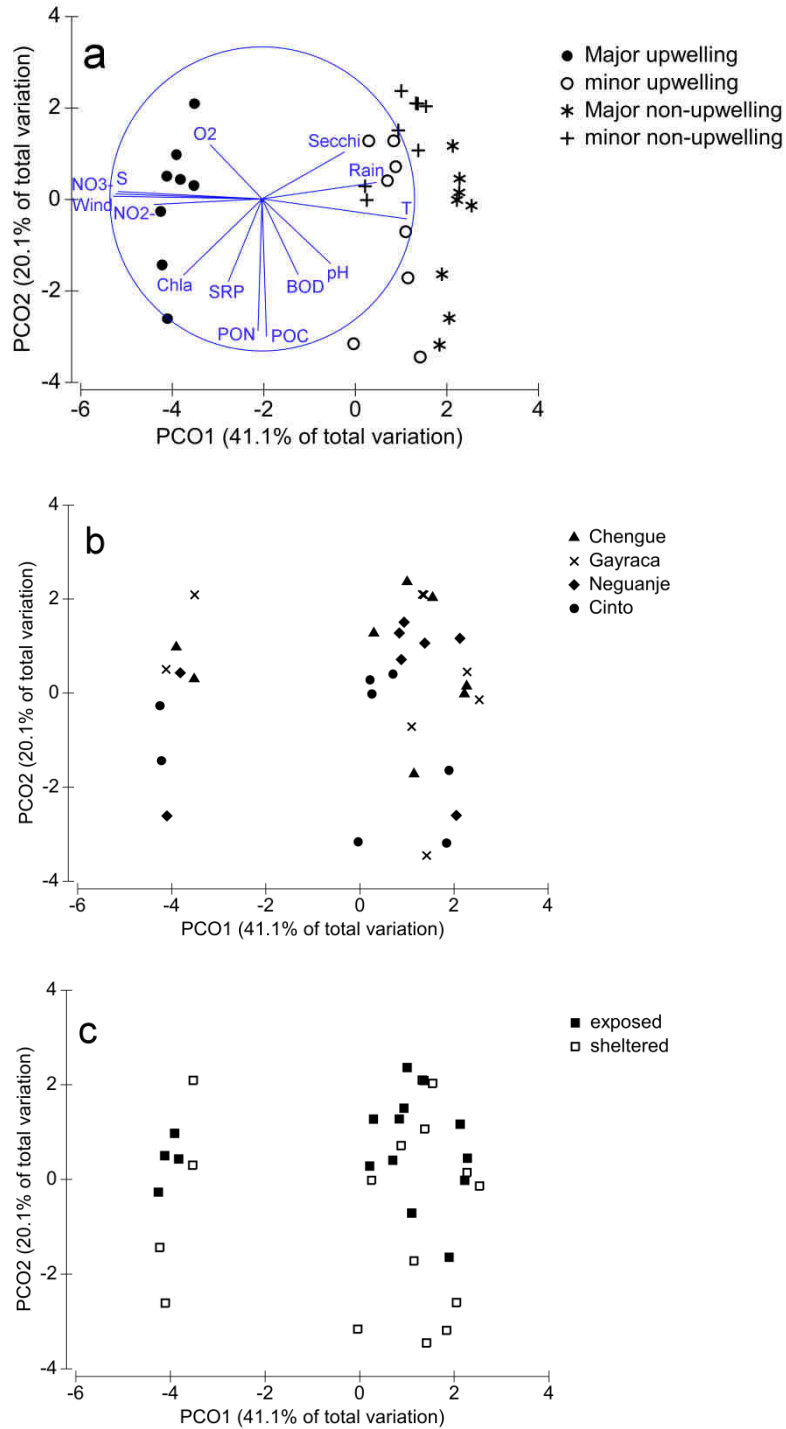 a
4
2
0
-2
-4
-6
-4
-2
0
2
4
PCO2 (20.1% of total variation)
PCO1 (41.1% of total variation)
O2
Secchi
Rain
T
NO3-
S
Wind
NO2-
Chla
SRP
PON
POC
BOD
pH
Major upwelling
minor upwelling
Major non-upwelling
minor non-upwelling
b
4
2
0
-2
-4
-6
-4
-2
0
2
4
PCO2 (20.1% of total variation)
PCO1 (41.1% of total variation)
Chengue
Gayraca
Neguanje
Cinto
c
4
2
0
-2
-4
-6
-4
-2
0
2
4
PCO2 (20.1% of total variation)
PCO1 (41.1% of total variation)
exposed
sheltered